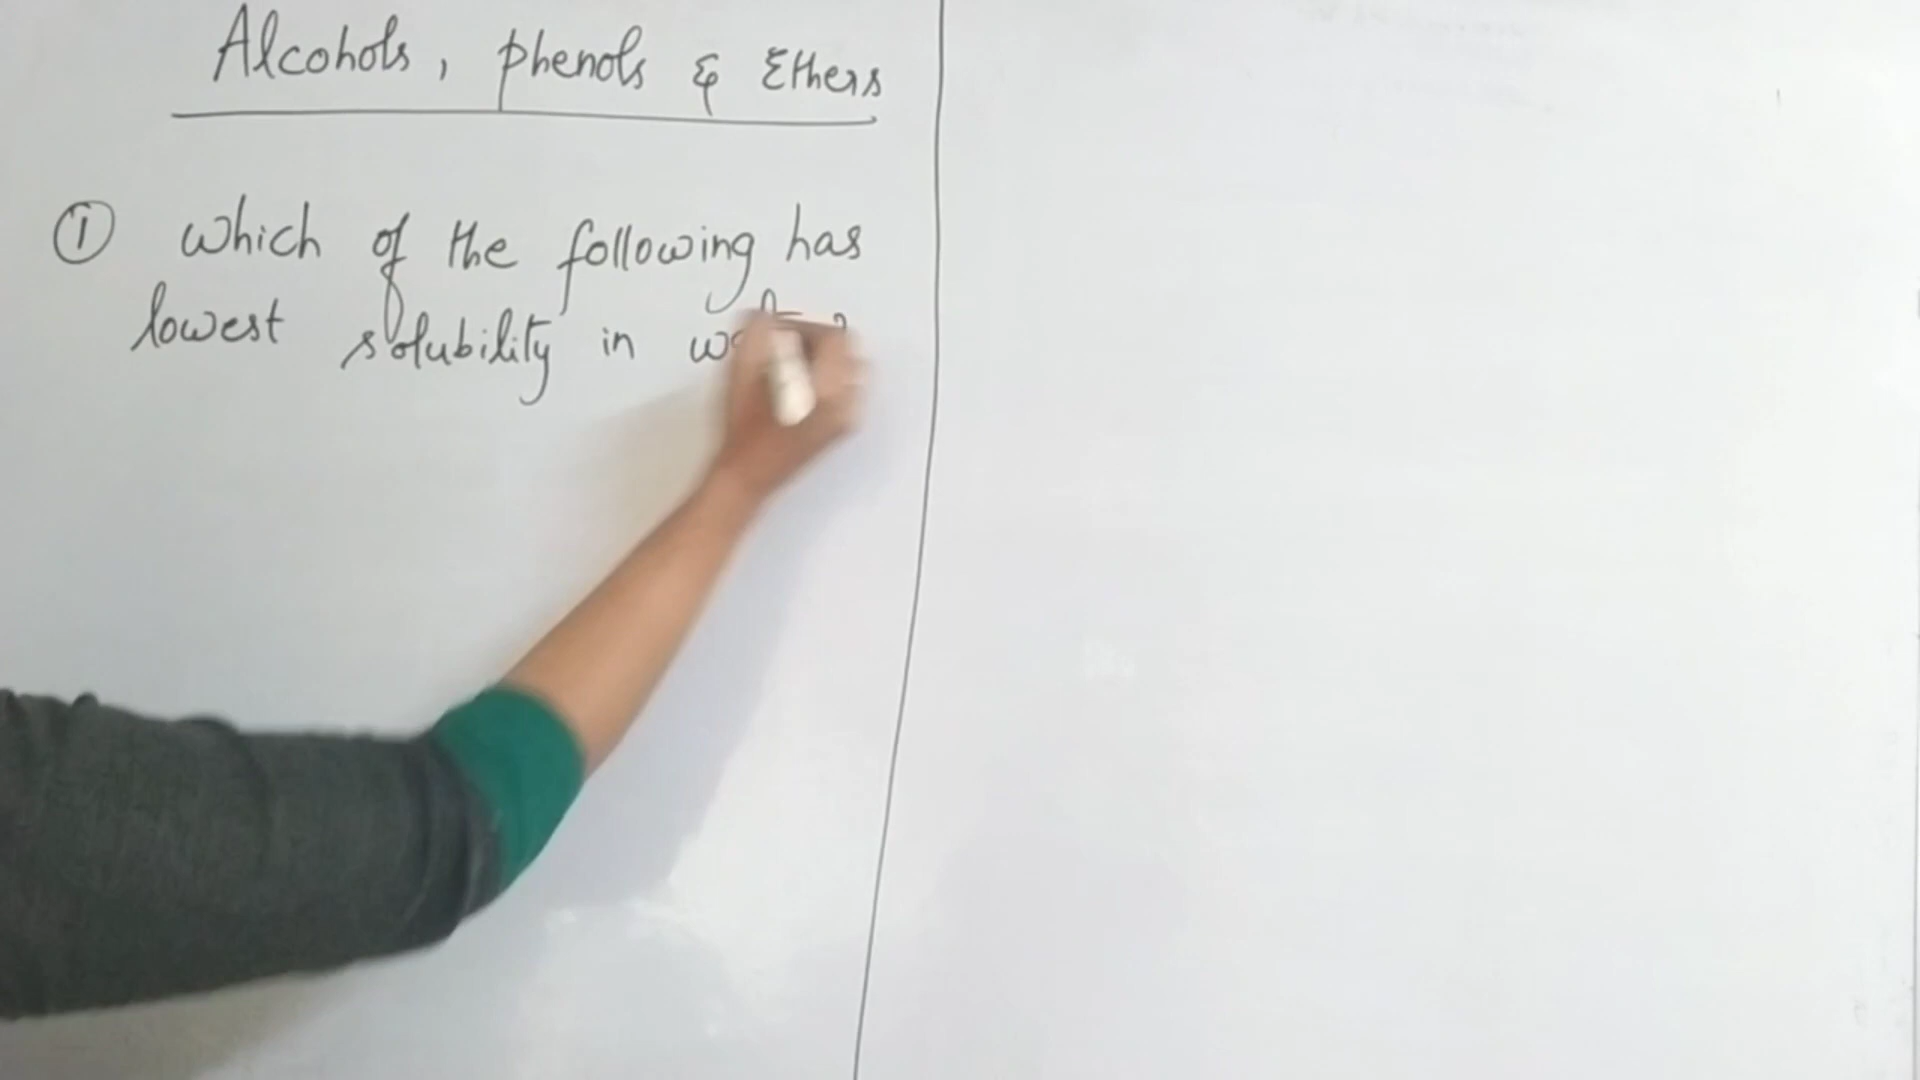 Alcohols, phenols & Ethers
① which of the following has
lowest solubility in